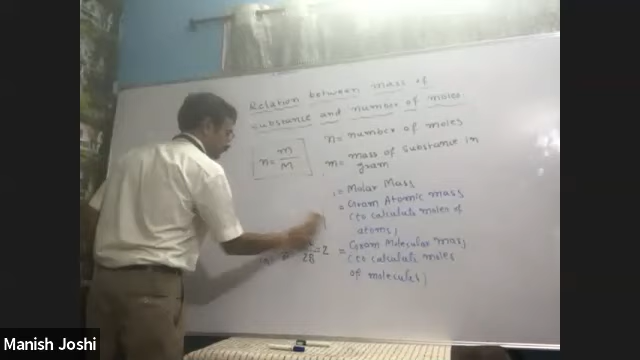 Relation between mass of
substance and number of moles
n = number of moles
n = m/M
m = mass of substance in
gram
= Molar Mass
= Gram Atomic mass
(to calculate moles of
atoms)
= 2
= Gram Molecular mass,
(to calculate moles
of molecules)
Manish Joshi